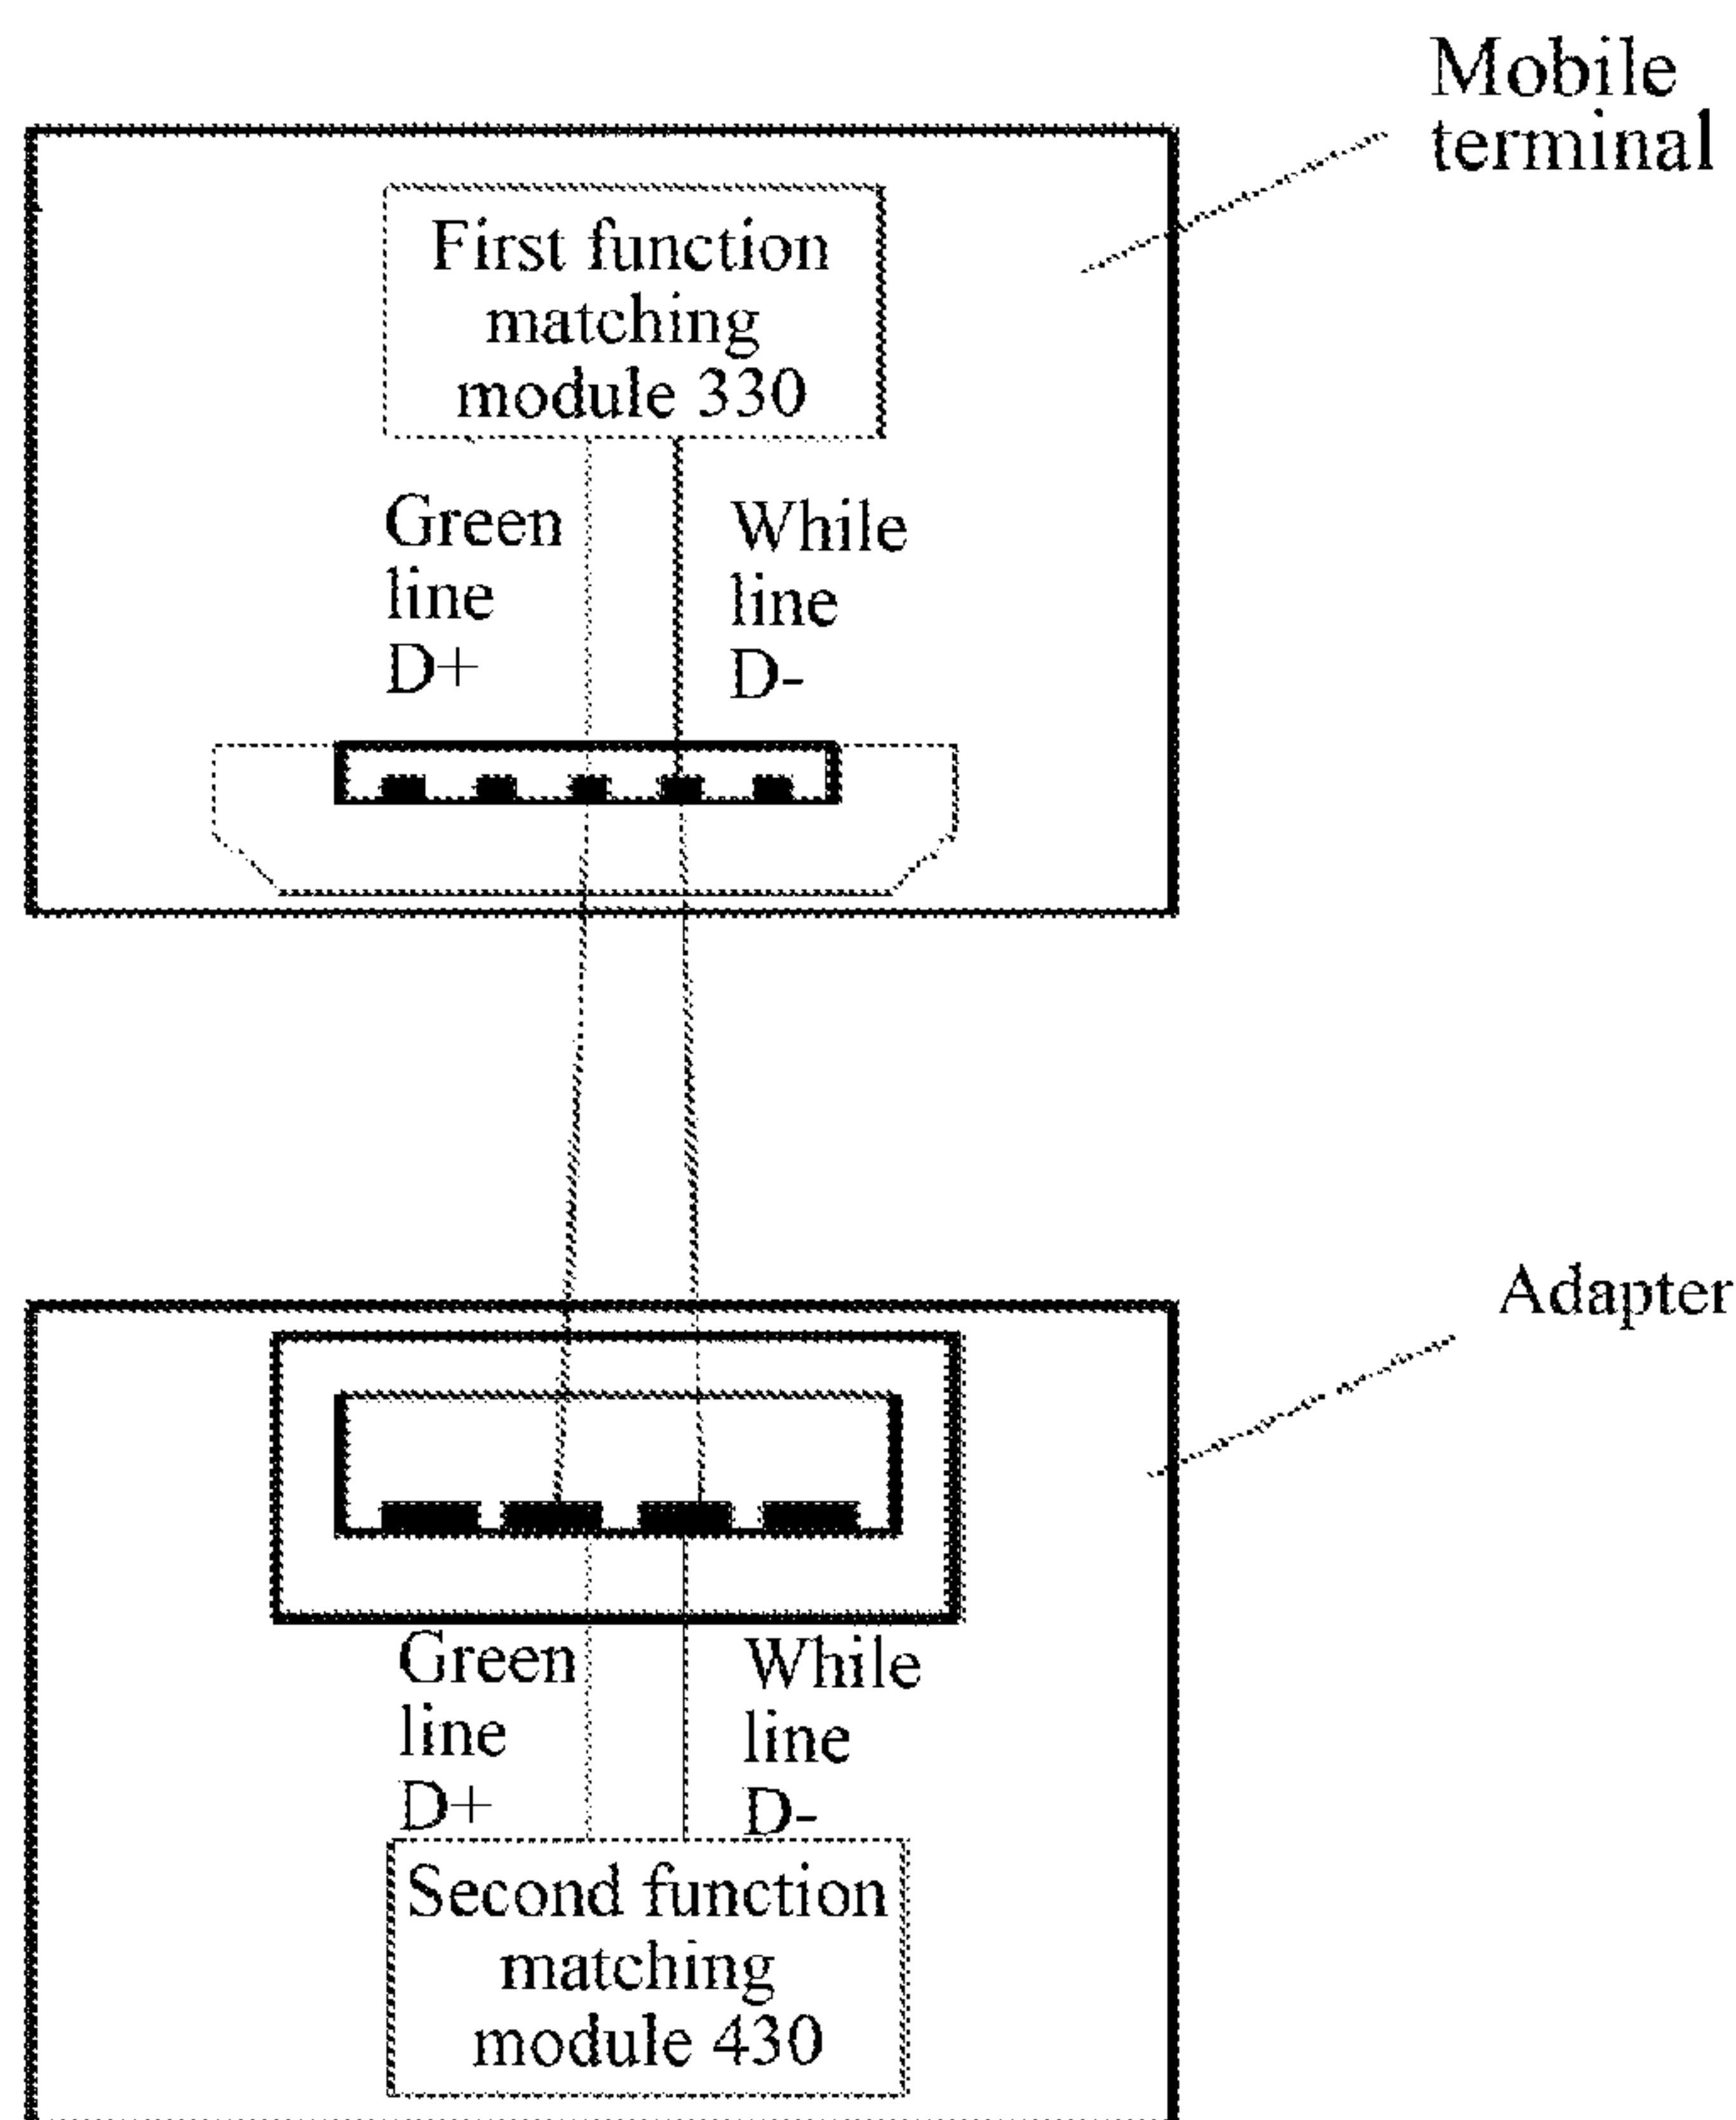 Mobile
terminal
First function
matching
module 330
Green
line
D+
While
line
D-
Adapter
Green
line
D+
While
line
D-
Second function
matching
module 430